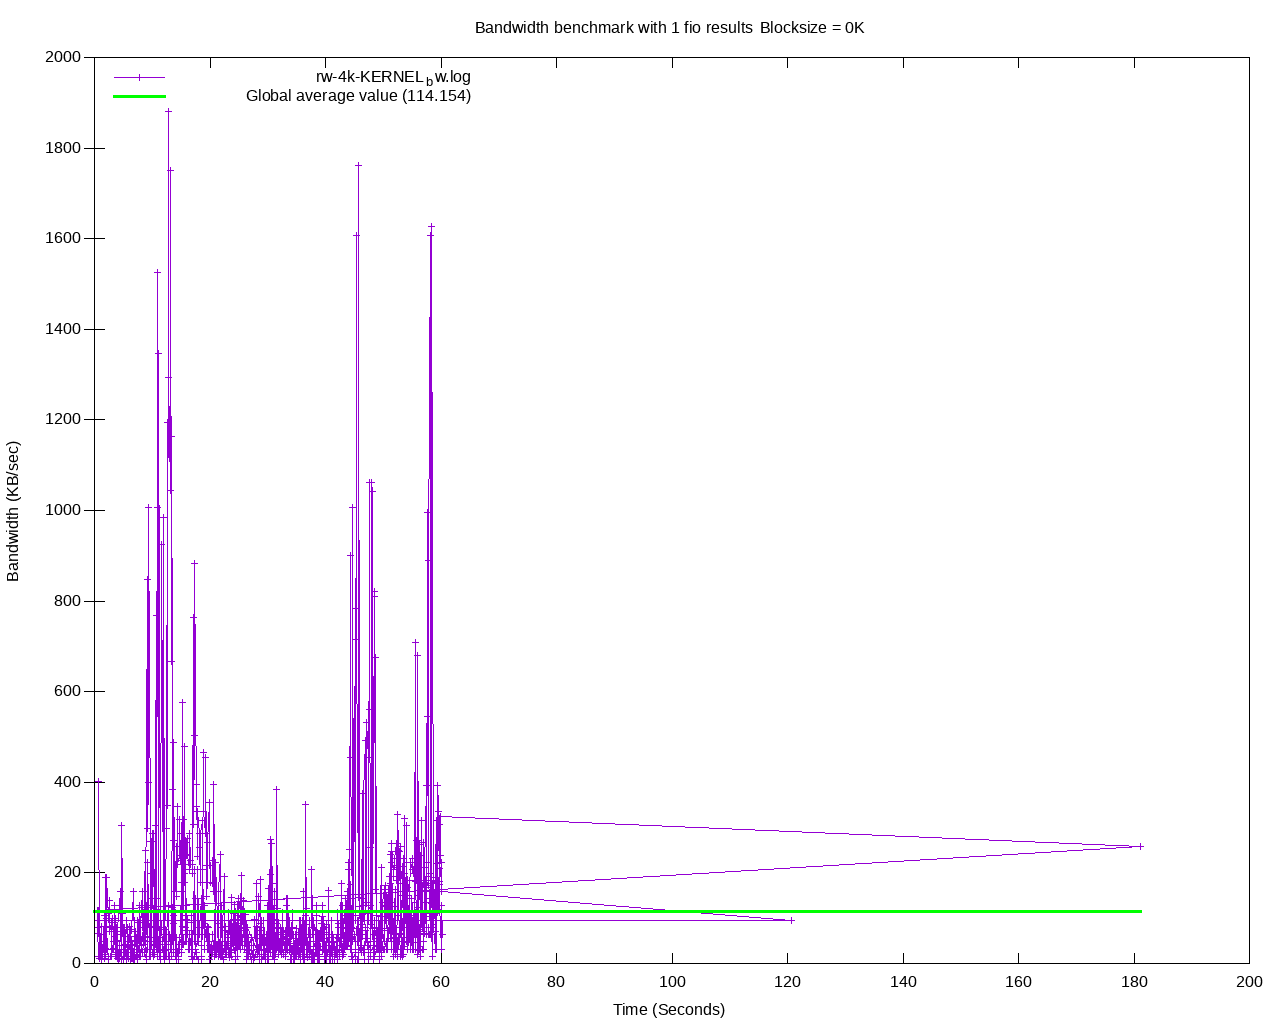 Bandwidth benchmark with 1 fio results Blocksize = 0K
rw-4k-KERNEL_bw.log
Global average value (114.154)
2000
1800
1600
1400
1200
1000
800
600
400
200
0
Bandwidth (KB/sec)
0 20 40 60 80 100 120 140 160 180 200
Time (Seconds)